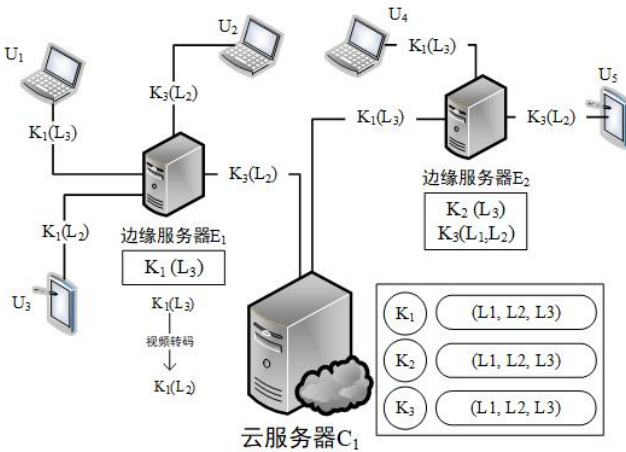 U₁
U₂
U₄
U₅
K₁(L₃)
K₃(L₂)
K₁(L₃)
K₁(L₃)
K₃(L₂)
K₃(L₂)
K₁(L₂)
边缘服务器E₁
边缘服务器E₂
K₁ (L₃)
K₂ (L₃)
K₃(L₁,L₂)
U₃
K₁(L₃)
视频转码
K₁(L₂)
K₁ (L1, L2, L3)
K₂ (L1, L2, L3)
K₃ (L1, L2, L3)
云服务器C₁